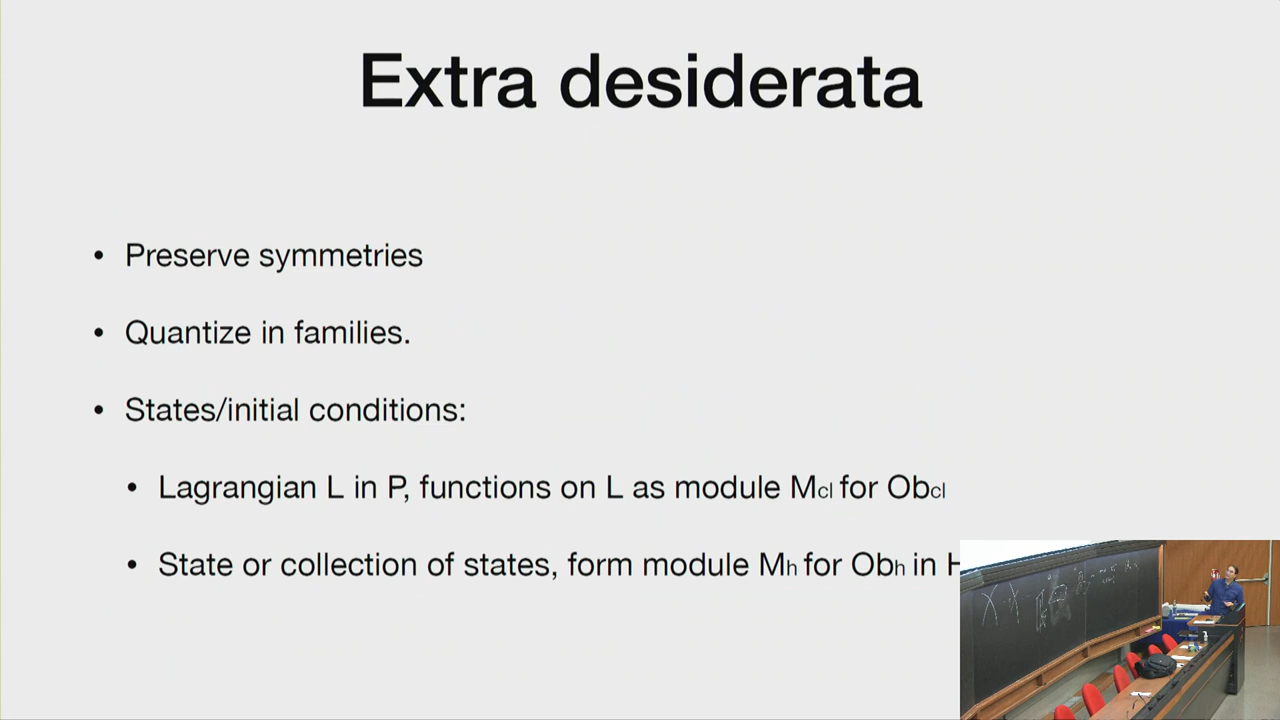 Extra desiderata
• Preserve symmetries
• Quantize in families.
• States/initial conditions:
• Lagrangian L in P, functions on L as module Mcl for Obcl
• State or collection of states, form module Mh for Obh in